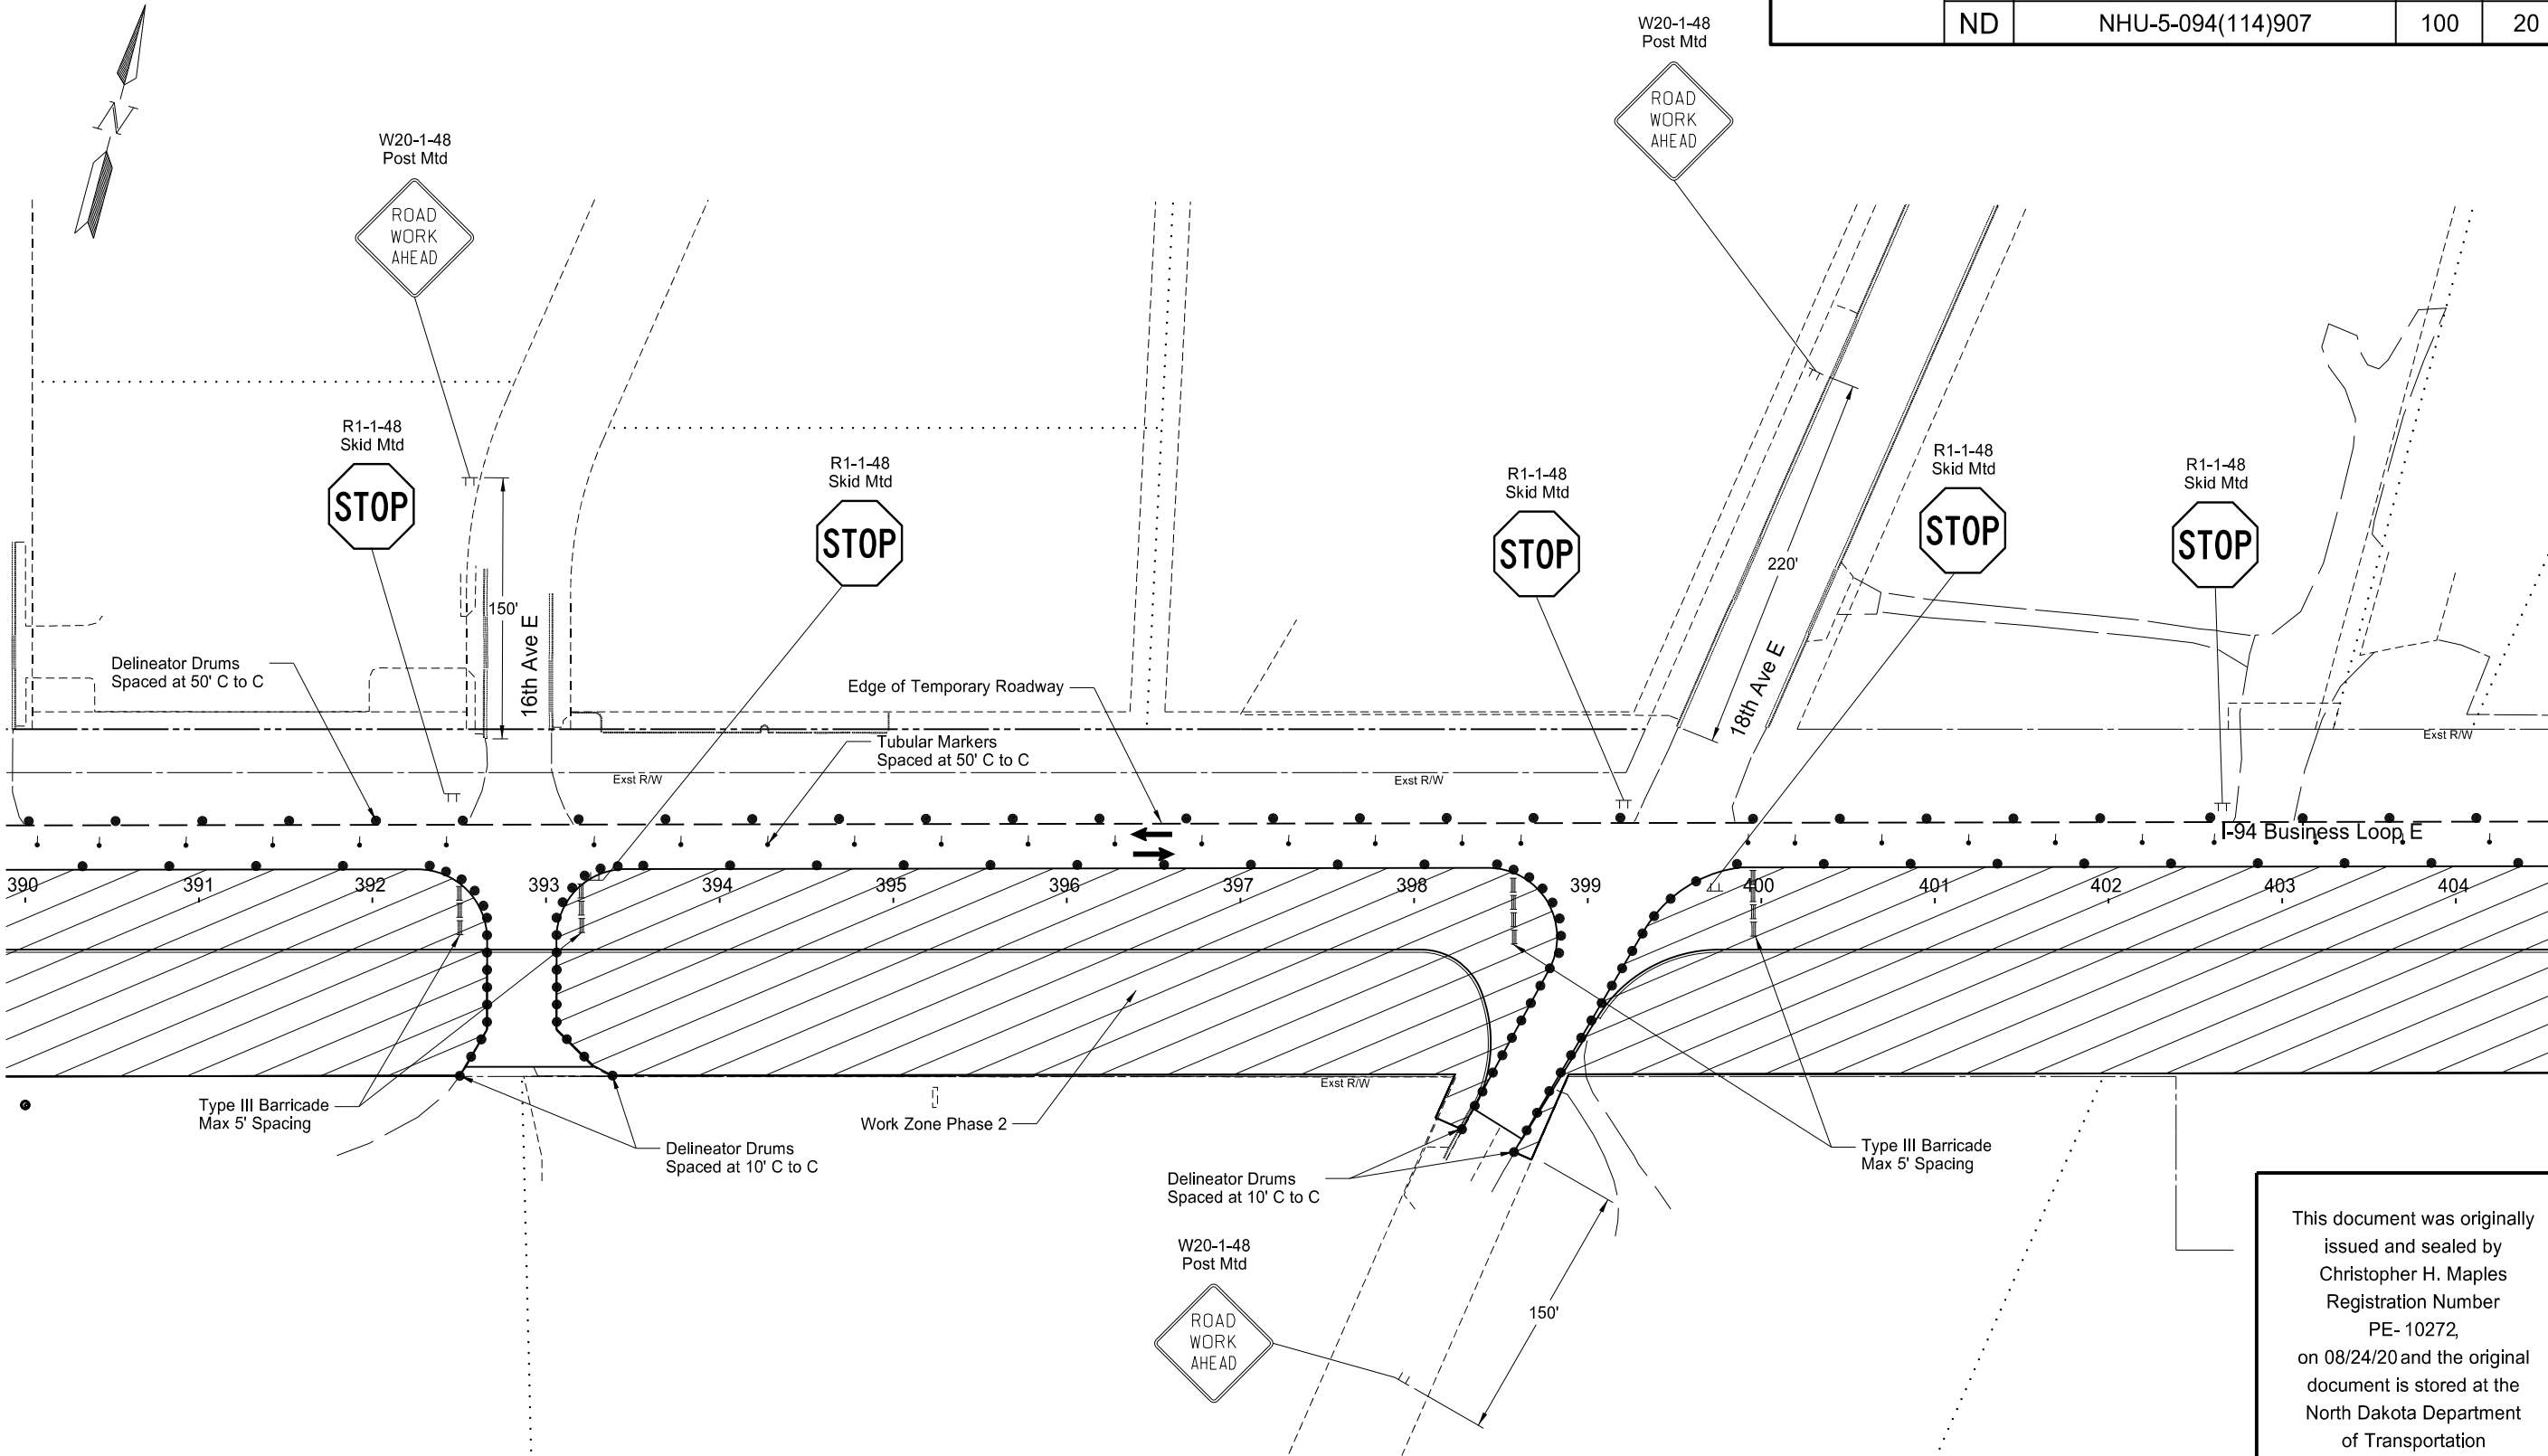 ND NHU-5-094(114)907 100 20
W20-1-48
Post Mtd
ROAD
WORK
AHEAD
N
W20-1-48
Post Mtd
ROAD
WORK
AHEAD
R1-1-48
Skid Mtd
STOP
R1-1-48
Skid Mtd
STOP
R1-1-48
Skid Mtd
STOP
R1-1-48
Skid Mtd
STOP
R1-1-48
Skid Mtd
STOP
150'
16th Ave E
220'
18th Ave E
Delineator Drums
Spaced at 50' C to C
Edge of Temporary Roadway
Tubular Markers
Spaced at 50' C to C
Exst R/W
Exst R/W
Exst R/W
I-94 Business Loop E
390 391 392 393 394 395 396 397 398 399 400 401 402 403 404
Exst R/W
Type III Barricade
Max 5' Spacing
Work Zone Phase 2
Delineator Drums
Spaced at 10' C to C
Type III Barricade
Max 5' Spacing
Delineator Drums
Spaced at 10' C to C
W20-1-48
Post Mtd
ROAD
WORK
AHEAD
150'
This document was originally
issued and sealed by
Christopher H. Maples
Registration Number
PE- 10272,
on 08/24/20 and the original
document is stored at the
North Dakota Department
of Transportation